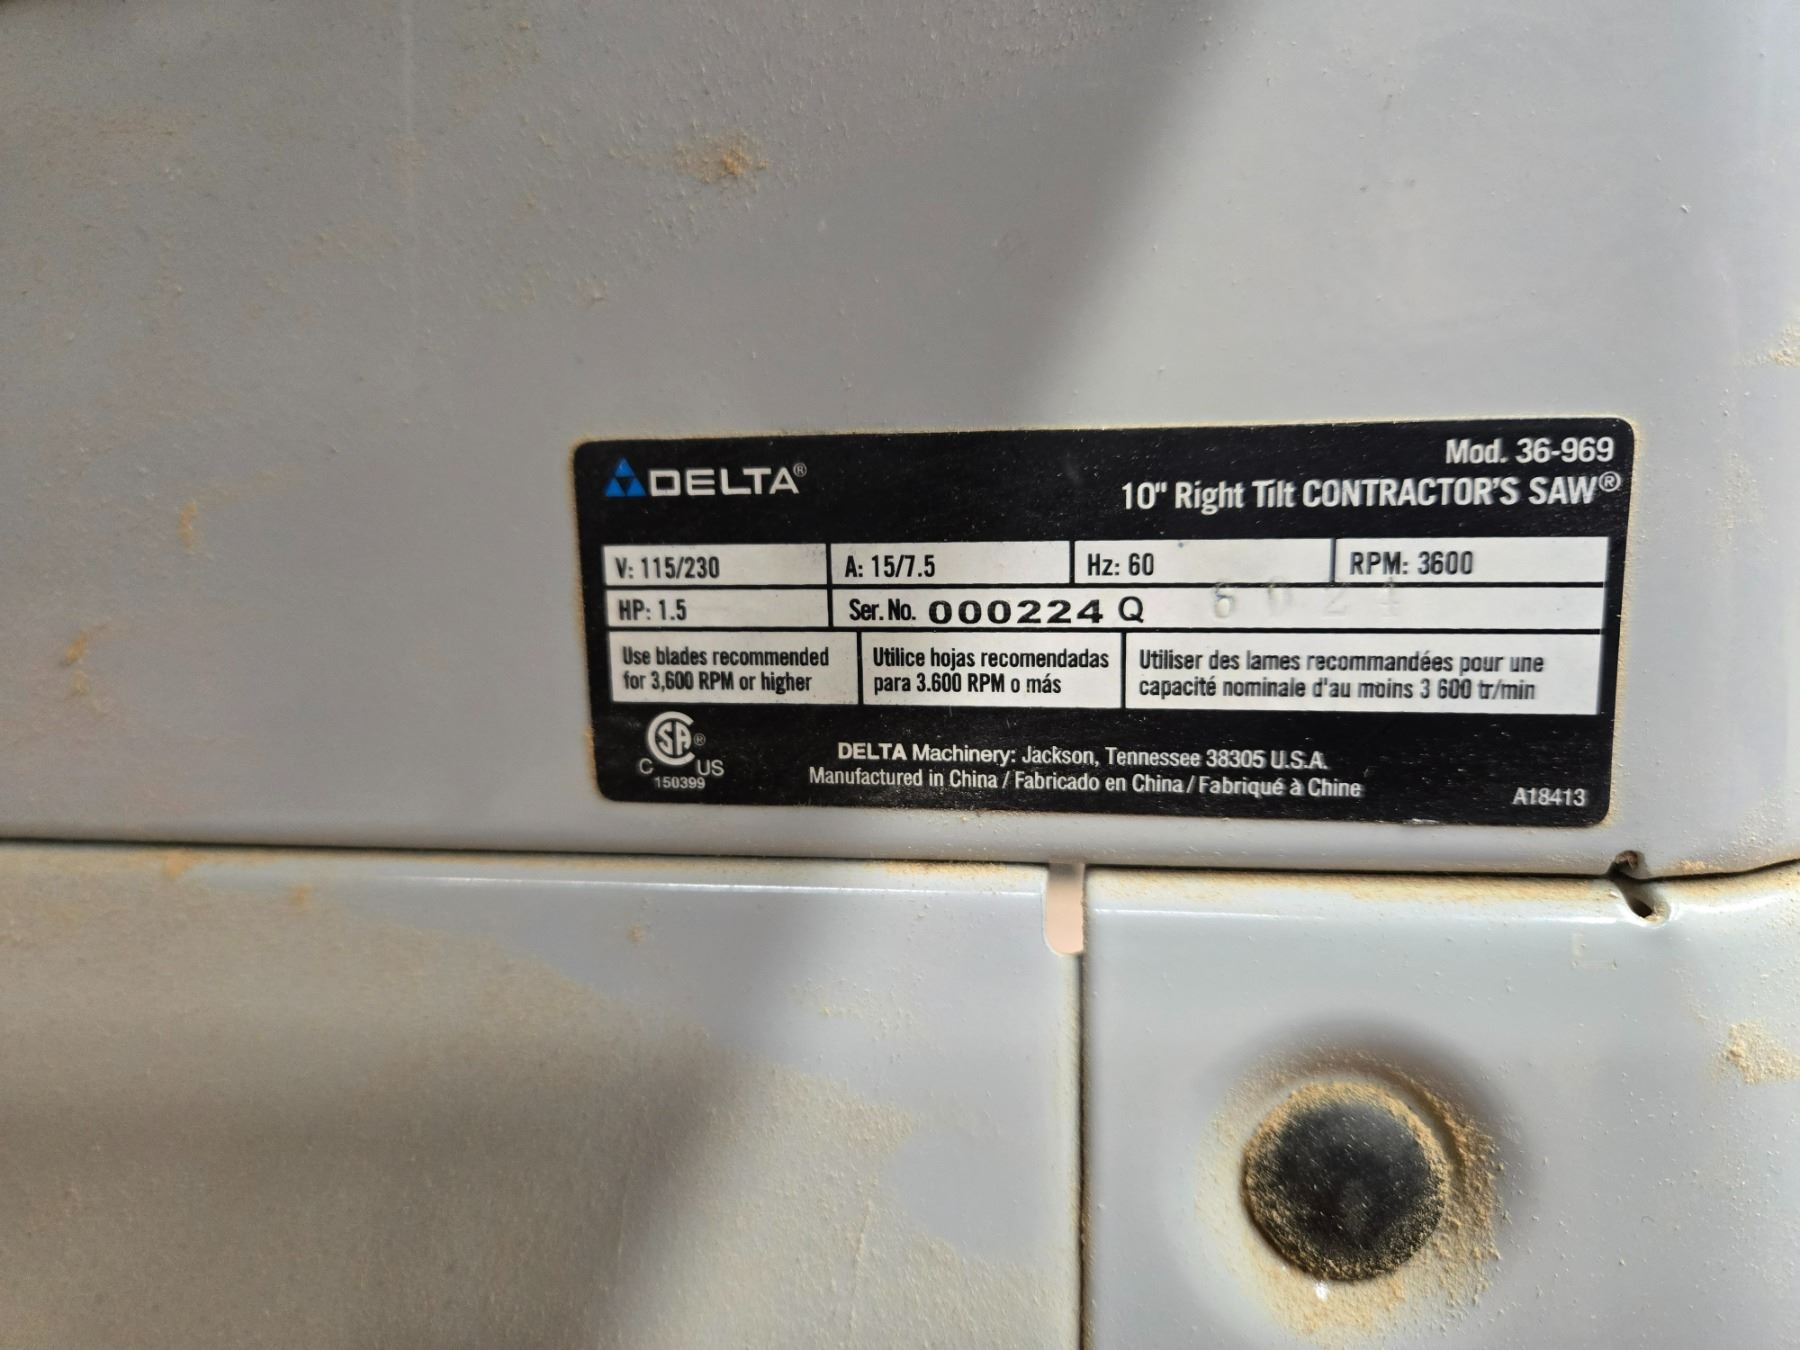 DELTA®
Mod. 36-969
10" Right Tilt CONTRACTOR'S SAW®
V: 115/230
A: 15/7.5
Hz: 60
RPM: 3600
HP: 1.5
Ser. No. 000224 Q
Use blades recommended
for 3,600 RPM or higher
Utilice hojas recomendadas
para 3.600 RPM o más
Utiliser des lames recommandées pour une
capacité nominale d'au moins 3 600 tr/min
SA®
C US
150399
DELTA Machinery: Jackson, Tennessee 38305 U.S.A.
Manufactured in China / Fabricado en China / Fabriqué à Chine
A18413